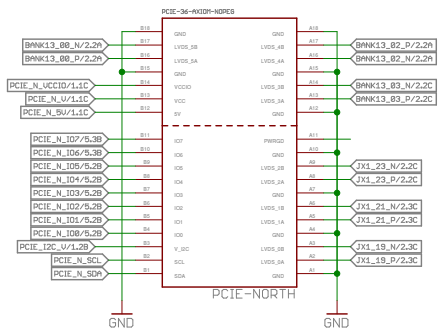 PCIE-36-AXIOM-NOPEG
B18 GND GND A18
BANK13_00_N/2.2A B17 LVDS_5B LVDS_4B A17 BANK13_02_P/2.2A
BANK13_00_P/2.2A B16 LVDS_5A LVDS_4A A16 BANK13_02_N/2.2A
B15 GND GND A15
PCIE_N_VCCIO/1.1C B14 VCCIO LVDS_3B A14 BANK13_03_N/2.2C
PCIE_N_V/1.1C B13 VCC LVDS_3A A13 BANK13_03_P/2.2C
PCIE_N_5V/1.1C B12 5V GND A12
PCIE_N_IO7/5.3B B11 IO7 PWRGD A11
PCIE_N_IO6/5.3B B10 IO6 GND A10
PCIE_N_IO5/5.2B B9 IO5 LVDS_2B A9 JX1_23_N/2.2C
PCIE_N_IO4/5.2B B8 IO4 LVDS_2A A8 JX1_23_P/2.2C
PCIE_N_IO3/5.2B B7 IO3 GND A7
PCIE_N_IO2/5.2B B6 IO2 LVDS_1B A6 JX1_21_N/2.3C
PCIE_N_IO1/5.2B B5 IO1 LVDS_1A A5 JX1_21_P/2.3C
PCIE_N_IO0/5.2B B4 IO0 GND A4
PCIE_I2C_V/1.2B B3 V_I2C LVDS_0B A3 JX1_19_N/2.3C
PCIE_N_SCL B2 SCL LVDS_0A A2 JX1_19_P/2.3C
PCIE_N_SDA B1 SDA GND A1
PCIE-NORTH
GND GND